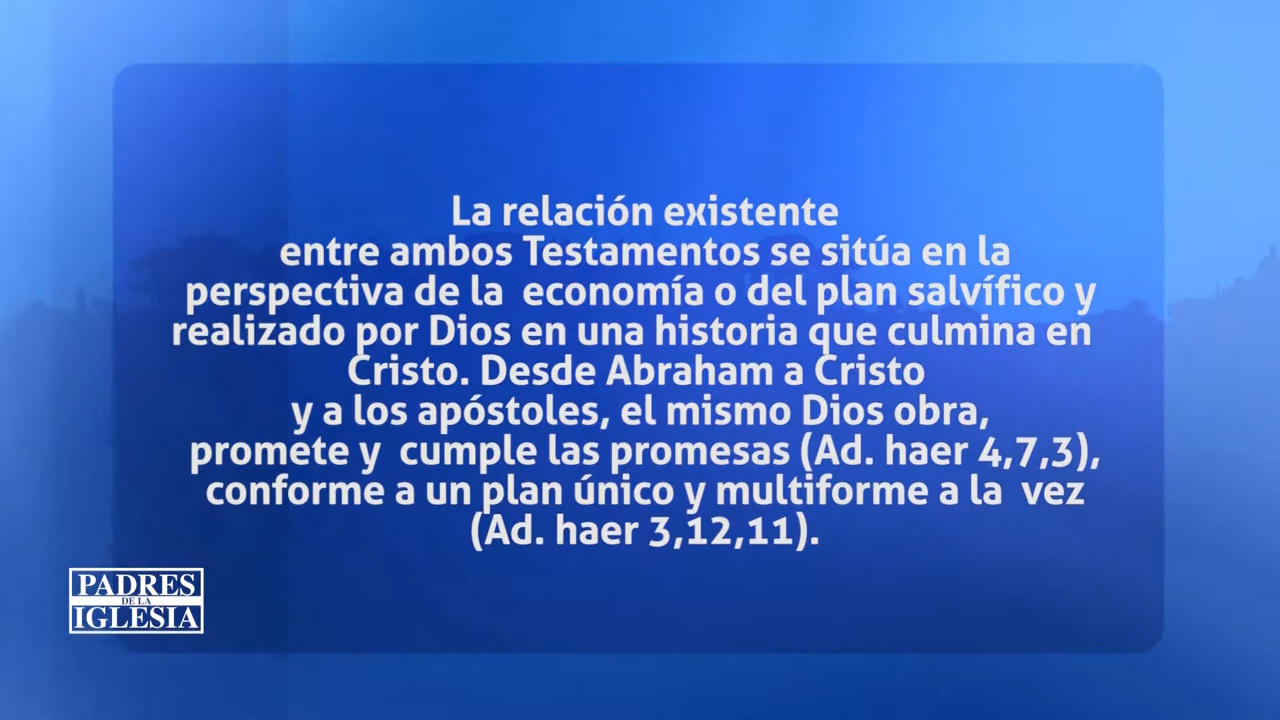 La relación existente
entre ambos Testamentos se sitúa en la
perspectiva de la  economía o del plan salvífico y
realizado por Dios en una historia que culmina en
Cristo. Desde Abraham a Cristo
y a los apóstoles, el mismo Dios obra,
promete y  cumple las promesas (Ad. haer 4,7,3),
conforme a un plan único y multiforme a la  vez
(Ad. haer 3,12,11).
PADRES
DE LA
IGLESIA